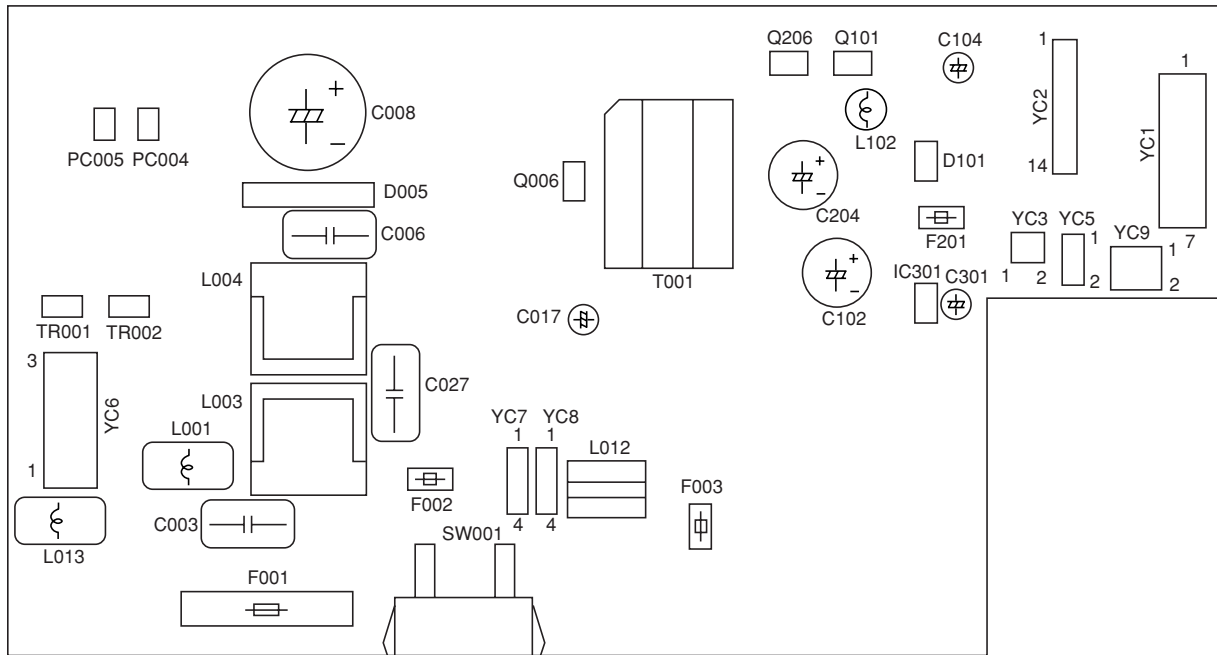 Q206 Q101 C104 1 1
+
C008
−
PC005 PC004
YC2
YC1
L102
14
D101
Q006
D005
+
−
C204
C006
F201
YC3 YC5 YC9
7
1 1
L004
T001
IC301 C301
+
−
1 2 2 2
TR001 TR002
C017
C102
3
YC6
C027
L003
L001
YC7 YC8
1 1
L012
1
F002
F003
C003
4 4
SW001
L013
F001